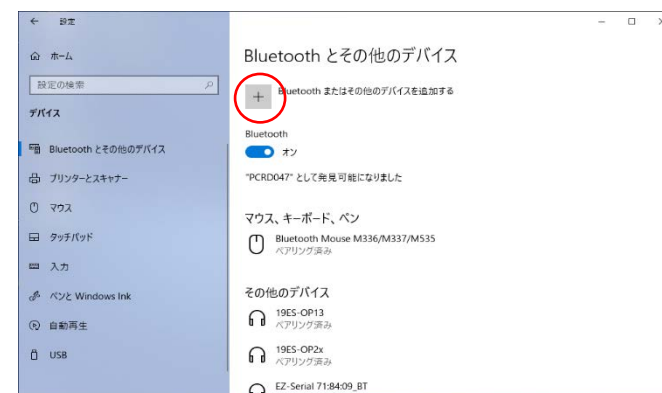 設定
ホーム
設定の検索
デバイス
Bluetooth とその他のデバイス
プリンターとスキャナー
マウス
タッチパッド
入力
ペンと Windows Ink
自動再生
USB
Bluetooth とその他のデバイス
Bluetooth またはその他のデバイスを追加する
Bluetooth
オン
"PCRD047" として発見可能になりました
マウス、キーボード、ペン
Bluetooth Mouse M336/M337/M535
ペアリング済み
その他のデバイス
19ES-OP13
ペアリング済み
19ES-OP2x
ペアリング済み
EZ-Serial 71:84:09_BT